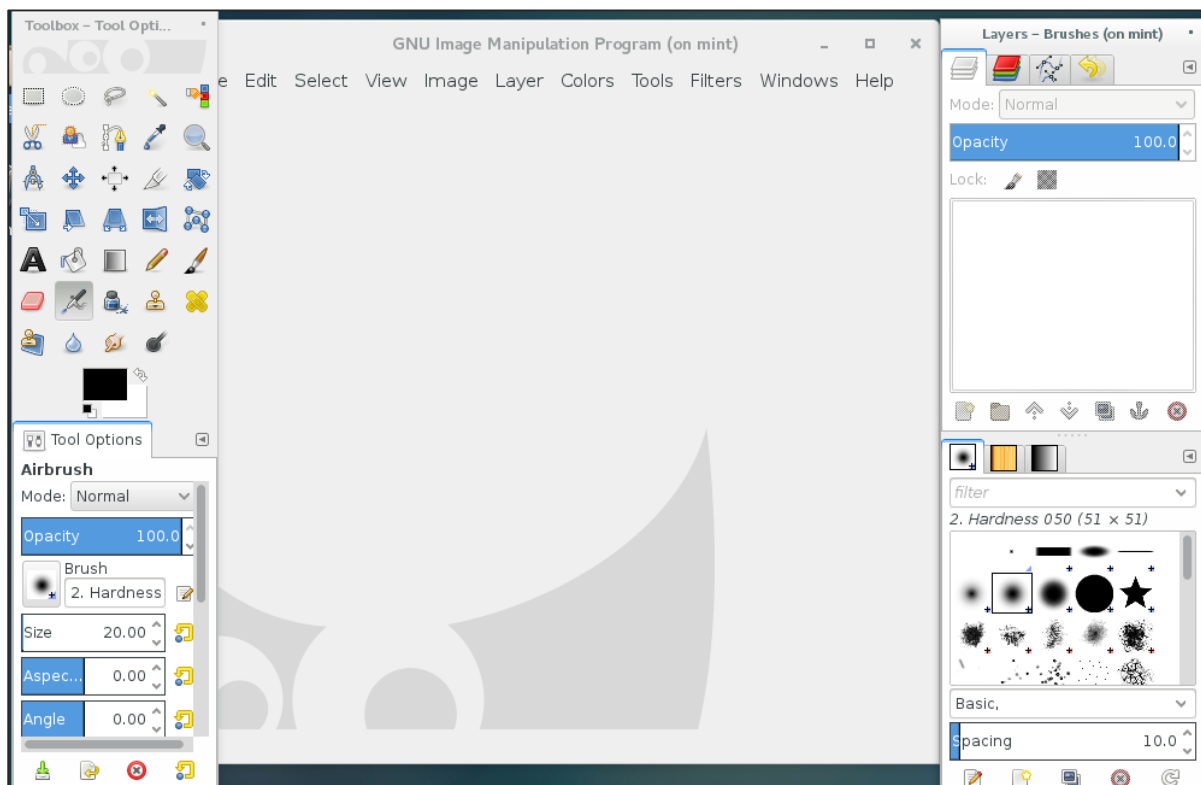 Toolbox – Tool Opti...
GNU Image Manipulation Program (on mint)
e Edit Select View Image Layer Colors Tools Filters Windows Help
Tool Options
Airbrush
Mode: Normal
Opacity 100.0
Brush
2. Hardness
Size 20.00
Aspec... 0.00
Angle 0.00
Layers – Brushes (on mint)
Mode: Normal
Opacity 100.0
Lock:
filter
2. Hardness 050 (51 × 51)
Basic,
Spacing 10.0